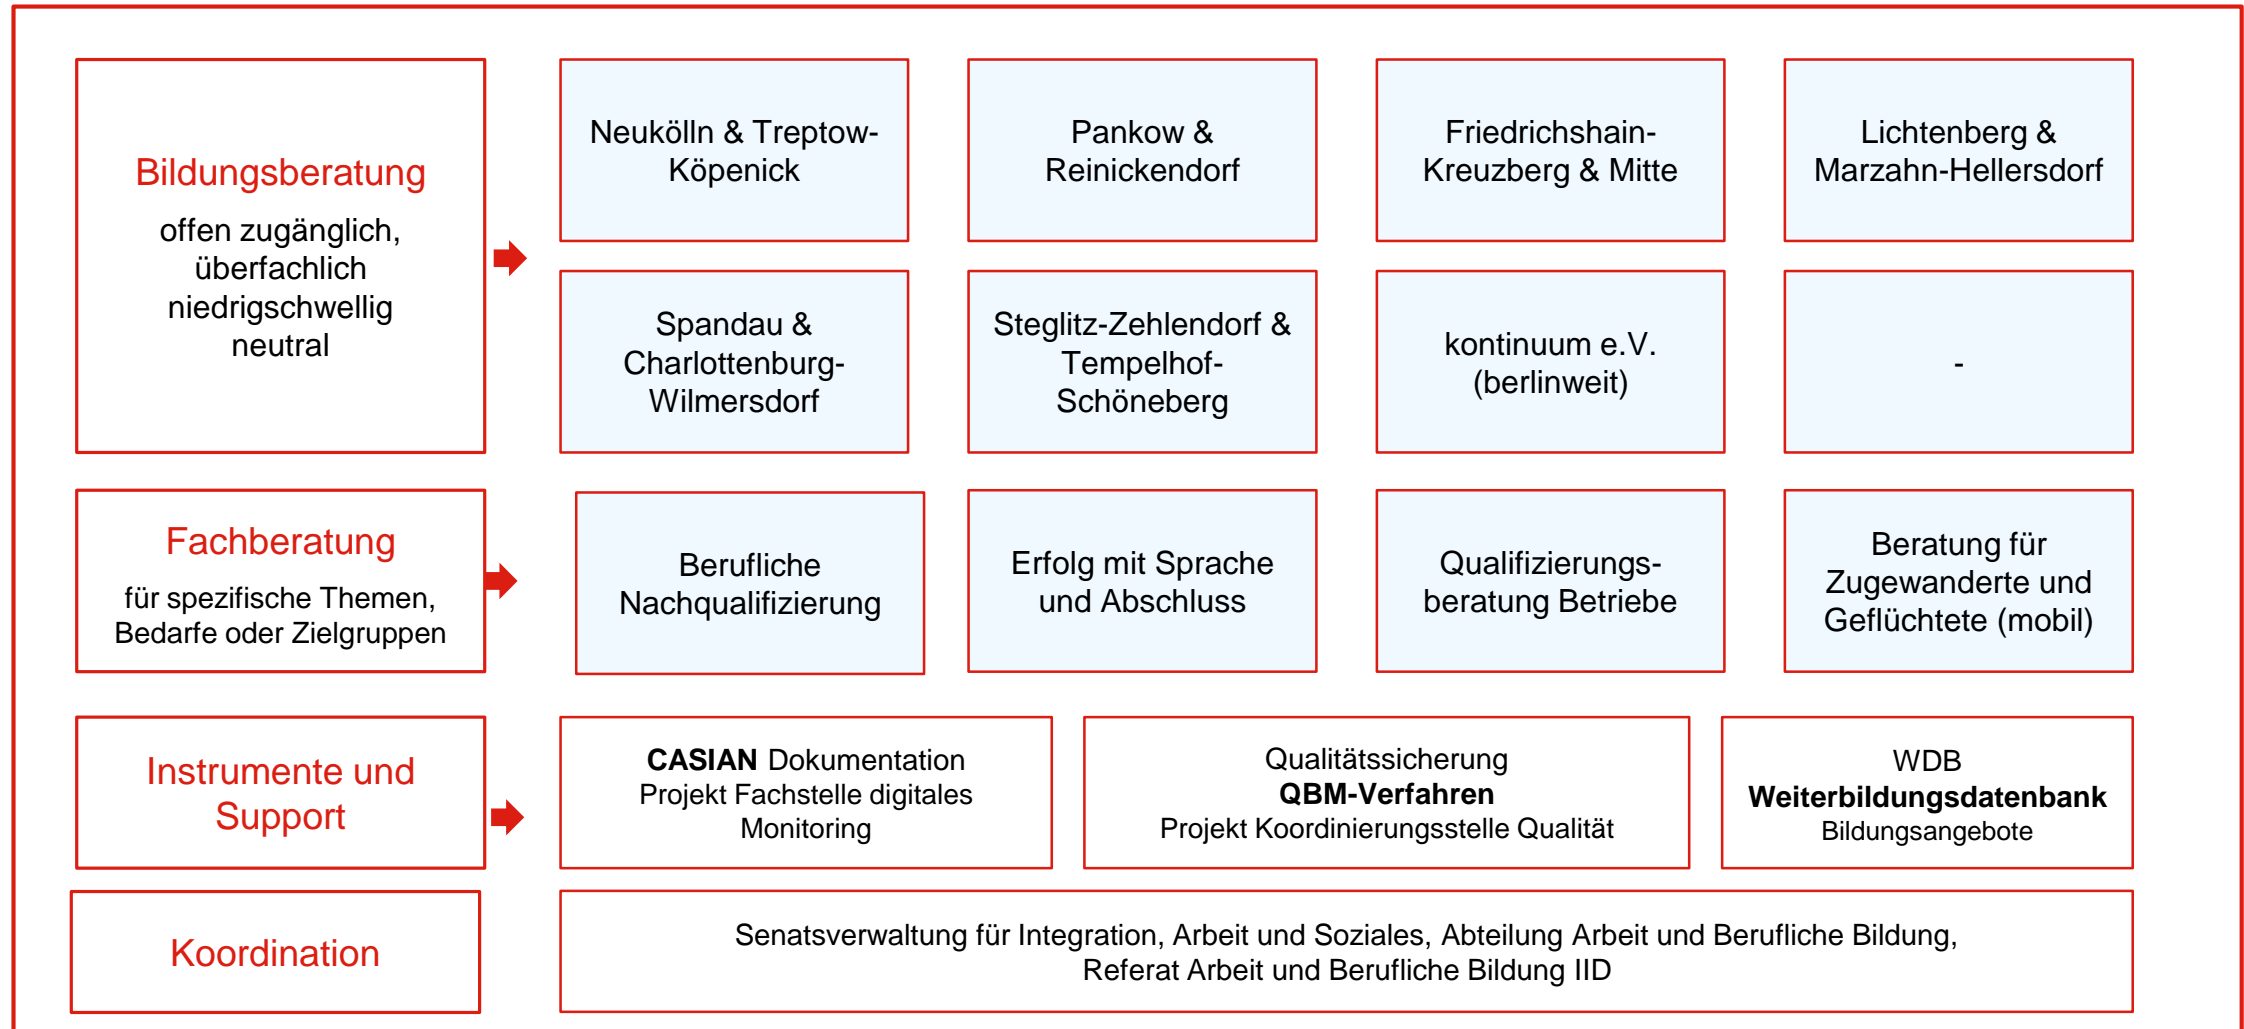 Bildungsberatung
offen zugänglich,
überfachlich
niedrigschwellig
neutral
Neukölln & Treptow-
Köpenick
Pankow &
Reinickendorf
Friedrichshain-
Kreuzberg & Mitte
Lichtenberg &
Marzahn-Hellersdorf
Spandau &
Charlottenburg-
Wilmersdorf
Steglitz-Zehlendorf &
Tempelhof-
Schöneberg
kontinuum e.V.
(berlinweit)
-
Fachberatung
für spezifische Themen,
Bedarfe oder Zielgruppen
Berufliche
Nachqualifizierung
Erfolg mit Sprache
und Abschluss
Qualifizierungs-
beratung Betriebe
Beratung für
Zugewanderte und
Geflüchtete (mobil)
Instrumente und
Support
CASIAN Dokumentation
Projekt Fachstelle digitales
Monitoring
Qualitätssicherung
QBM-Verfahren
Projekt Koordinierungsstelle Qualität
WDB
Weiterbildungsdatenbank
Bildungsangebote
Koordination
Senatsverwaltung für Integration, Arbeit und Soziales, Abteilung Arbeit und Berufliche Bildung,
Referat Arbeit und Berufliche Bildung IID